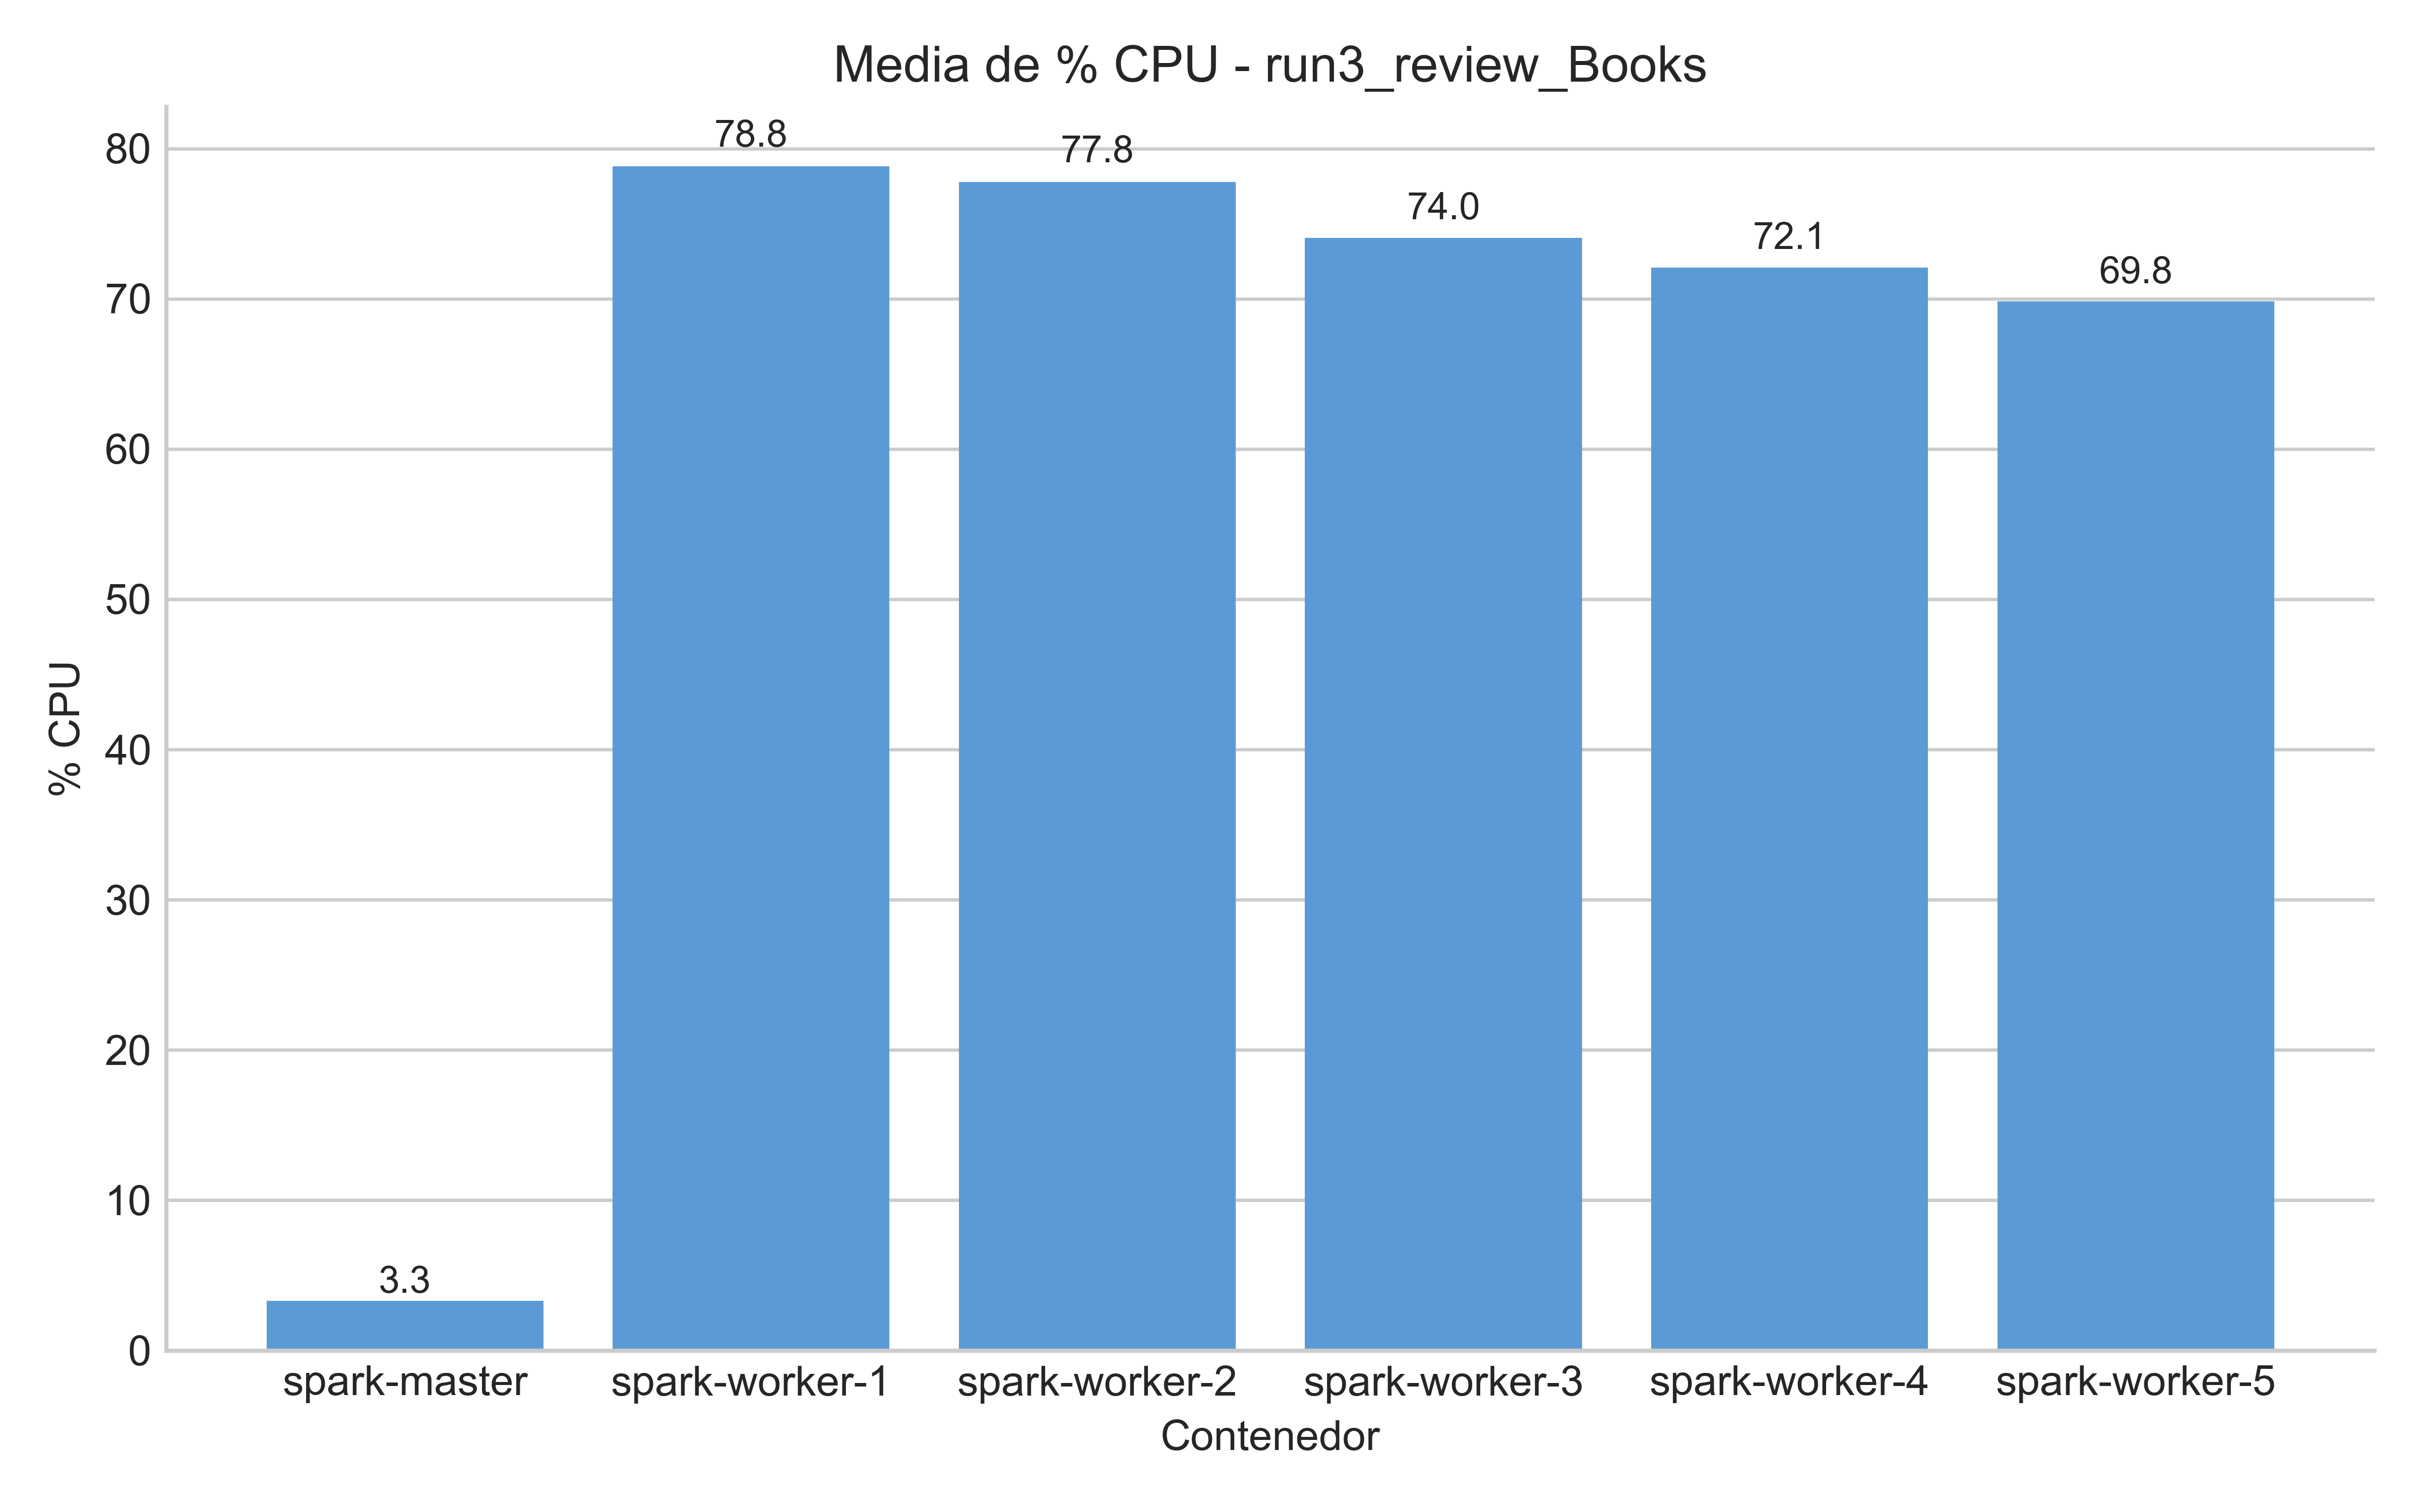 Media de % CPU - run3_review_Books
% CPU
80
70
60
50
40
30
20
10
0
3.3
78.8
77.8
74.0
72.1
69.8
spark-master
spark-worker-1
spark-worker-2
spark-worker-3
spark-worker-4
spark-worker-5
Contenedor